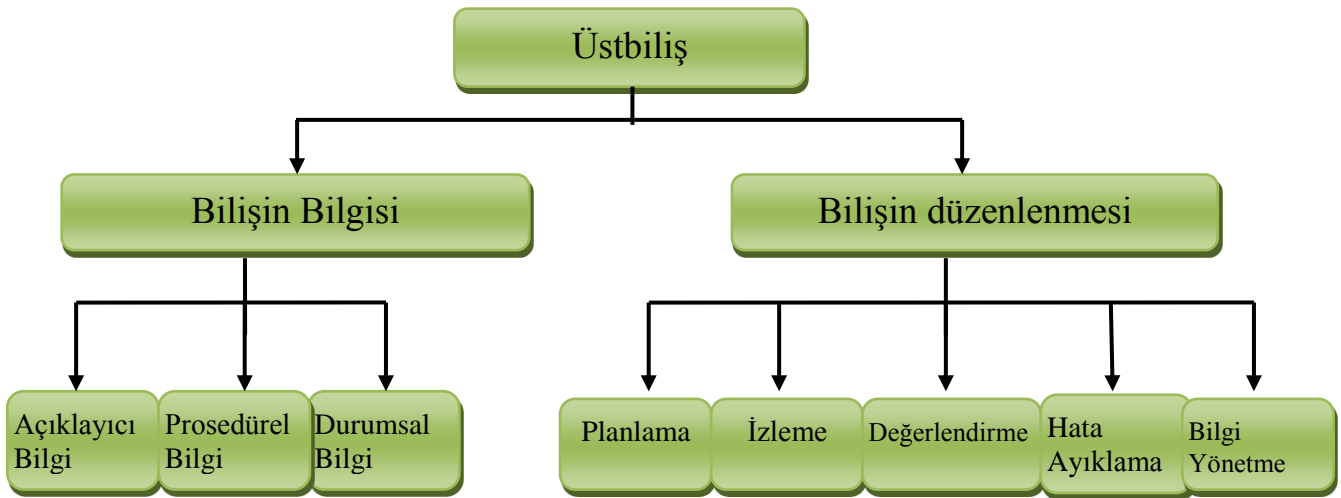 Üstbiliş
Bilişin Bilgisi
Bilişin düzenlenmesi
Açıklayıcı
Bilgi
Prosedürel
Bilgi
Durumsal
Bilgi
Planlama
İzleme
Değerlendirme
Hata
Ayıklama
Bilgi
Yönetme